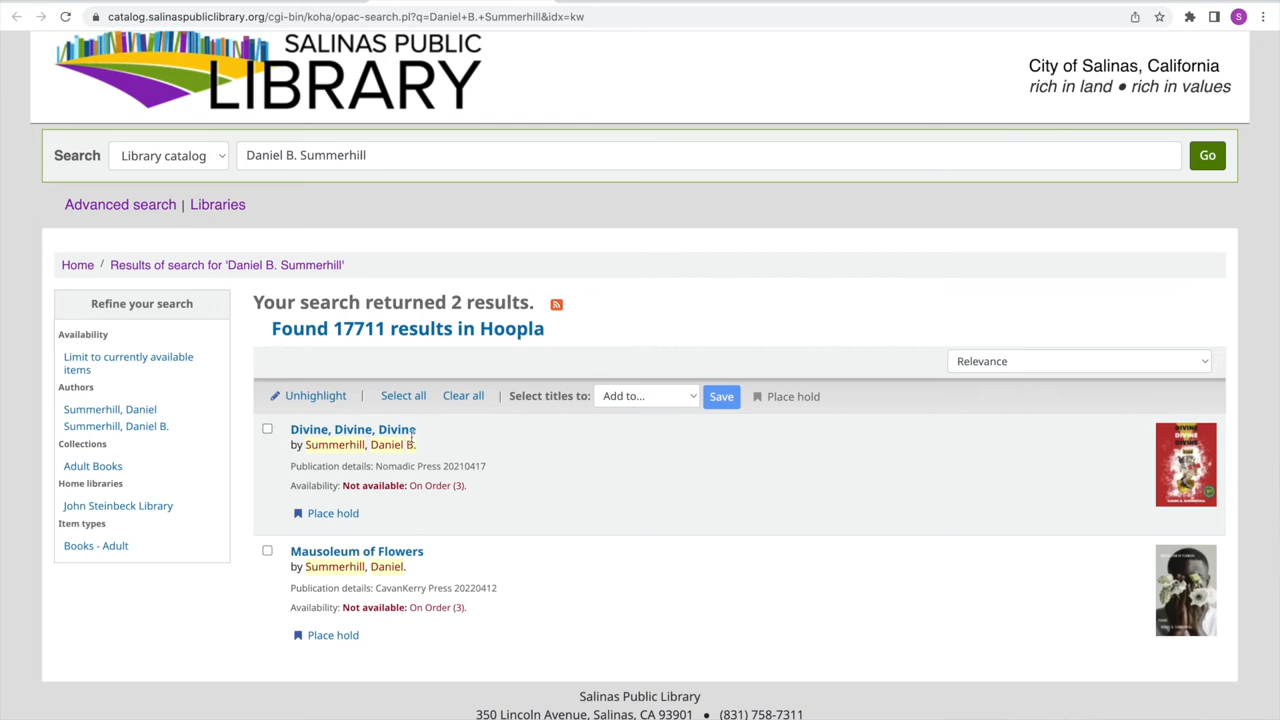 catalog.salinaspubliclibrary.org/cgi-bin/koha/opac-search.pl?q=Daniel+B.+Summerhill&idx=kw
S
SALINAS PUBLIC
LIBRARY
City of Salinas, California
rich in land • rich in values
Search Library catalog Daniel B. Summerhill Go
Advanced search | Libraries
Home / Results of search for 'Daniel B. Summerhill'
Refine your search
Availability
Limit to currently available
items
Authors
Summerhill, Daniel
Summerhill, Daniel B.
Collections
Adult Books
Home libraries
John Steinbeck Library
Item types
Books - Adult
Your search returned 2 results.
Found 17711 results in Hoopla
Relevance
Unhighlight | Select all Clear all | Select titles to: Add to... Save Place hold
Divine, Divine, Divine
by Summerhill, Daniel B.
Publication details: Nomadic Press 20210417
Availability: Not available: On Order (3).
Place hold
DIVINE
DIVINE
DIVINE
Mausoleum of Flowers
by Summerhill, Daniel.
Publication details: CavanKerry Press 20220412
Availability: Not available: On Order (3).
Place hold
Salinas Public Library
350 Lincoln Avenue, Salinas, CA 93901 • (831) 758-7311